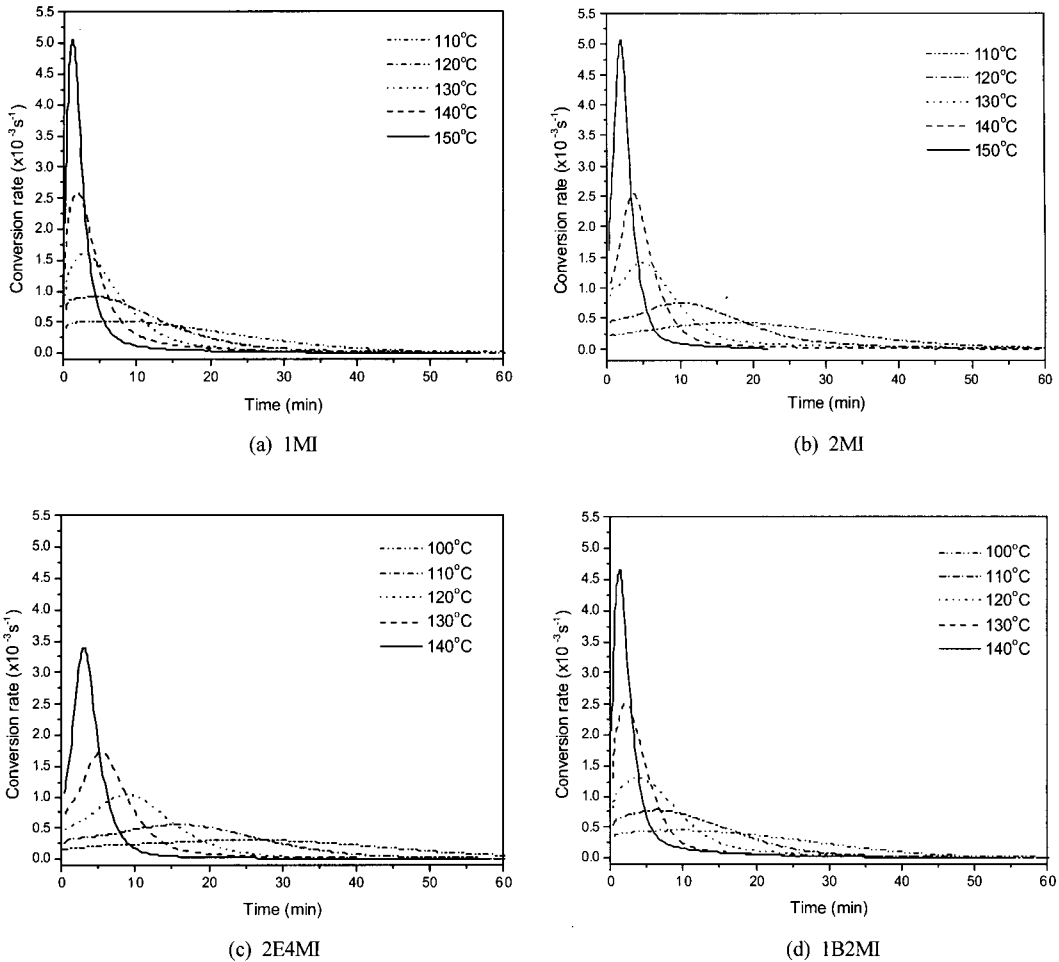 5.5
5.0
4.5
4.0
3.5
3.0
2.5
2.0
1.5
1.0
0.5
0.0
Conversion rate (x10⁻³s⁻¹)
110°C
120°C
130°C
140°C
150°C
0 10 20 30 40 50 60
Time (min)
(a) 1MI
5.5
5.0
4.5
4.0
3.5
3.0
2.5
2.0
1.5
1.0
0.5
0.0
Conversion rate (x10⁻³s⁻¹)
110°C
120°C
130°C
140°C
150°C
0 10 20 30 40 50 60
Time (min)
(b) 2MI
5.5
5.0
4.5
4.0
3.5
3.0
2.5
2.0
1.5
1.0
0.5
0.0
Conversion rate (x10⁻³s⁻¹)
100°C
110°C
120°C
130°C
140°C
0 10 20 30 40 50 60
Time (min)
(c) 2E4MI
5.5
5.0
4.5
4.0
3.5
3.0
2.5
2.0
1.5
1.0
0.5
0.0
Conversion rate (x10⁻³s⁻¹)
100°C
110°C
120°C
130°C
140°C
0 10 20 30 40 50 60
Time (min)
(d) 1B2MI